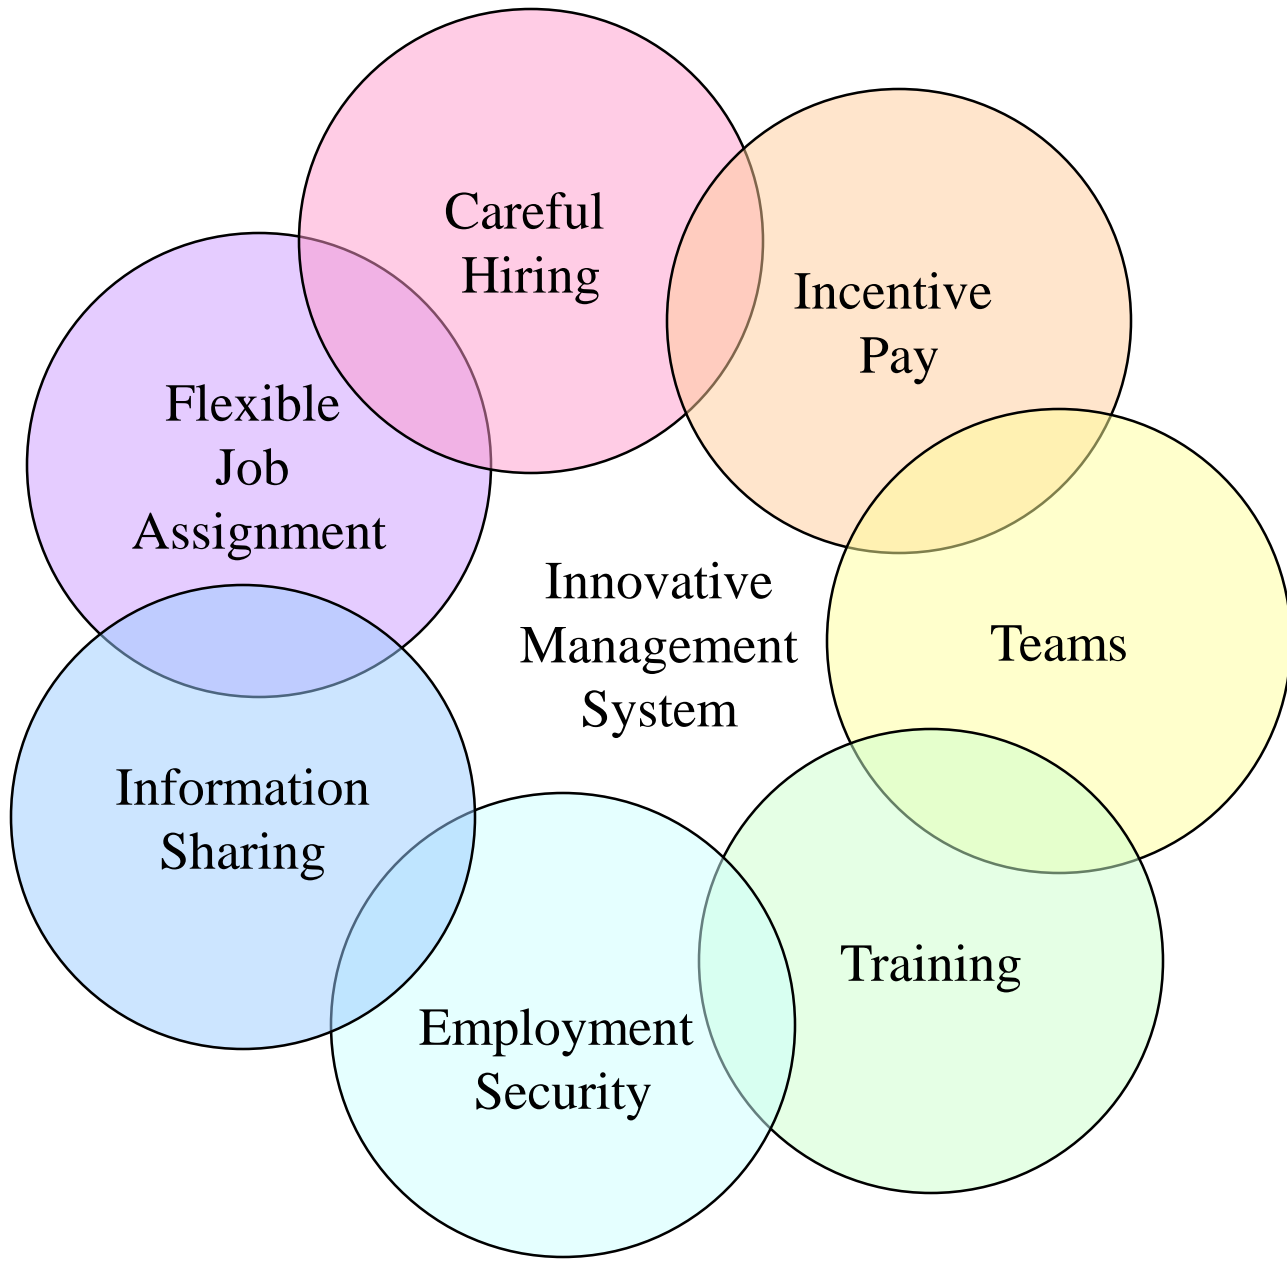 Careful
Hiring
Incentive
Pay
Flexible
Job
Assignment
Innovative
Management
System
Teams
Information
Sharing
Training
Employment
Security